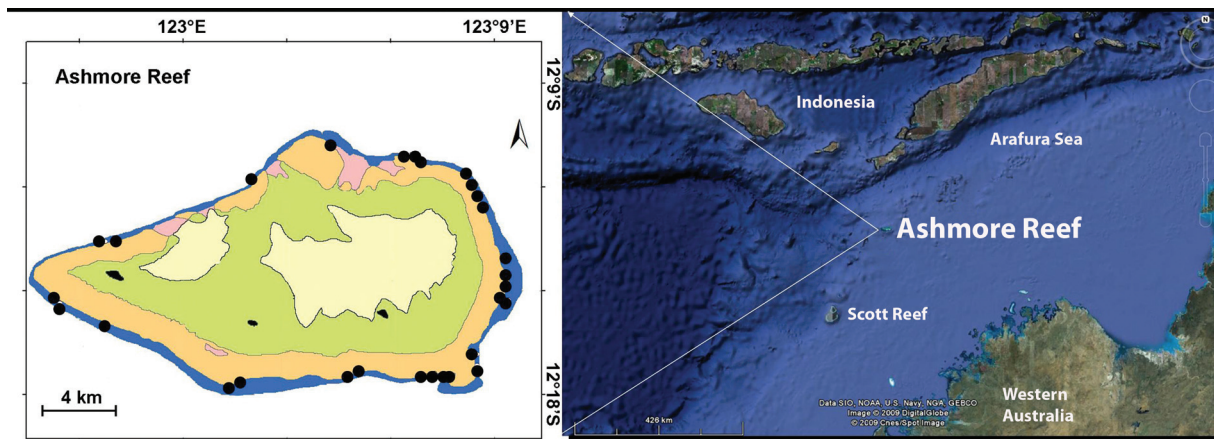 123°E
123°9’E
Ashmore Reef
12°9’S
4 km
12°18’S
N
Indonesia
Arafura Sea
Ashmore Reef
Scott Reef
Western
Australia
Data SIO, NOAA, U.S. Navy, NGA, GEBCO
Image © 2009 DigitalGlobe
© 2009 Cnes/Spot Image
426 km